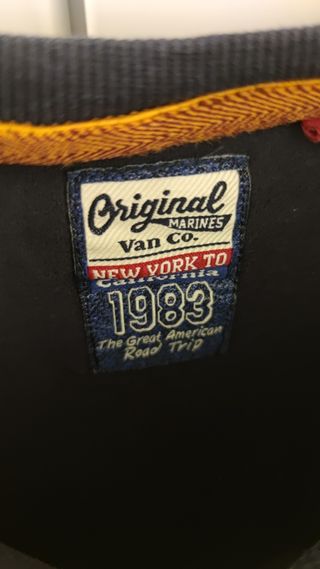 Original
MARINES
Van Co.
NEW YORK TO
California
1983
The Great American
Road Trip